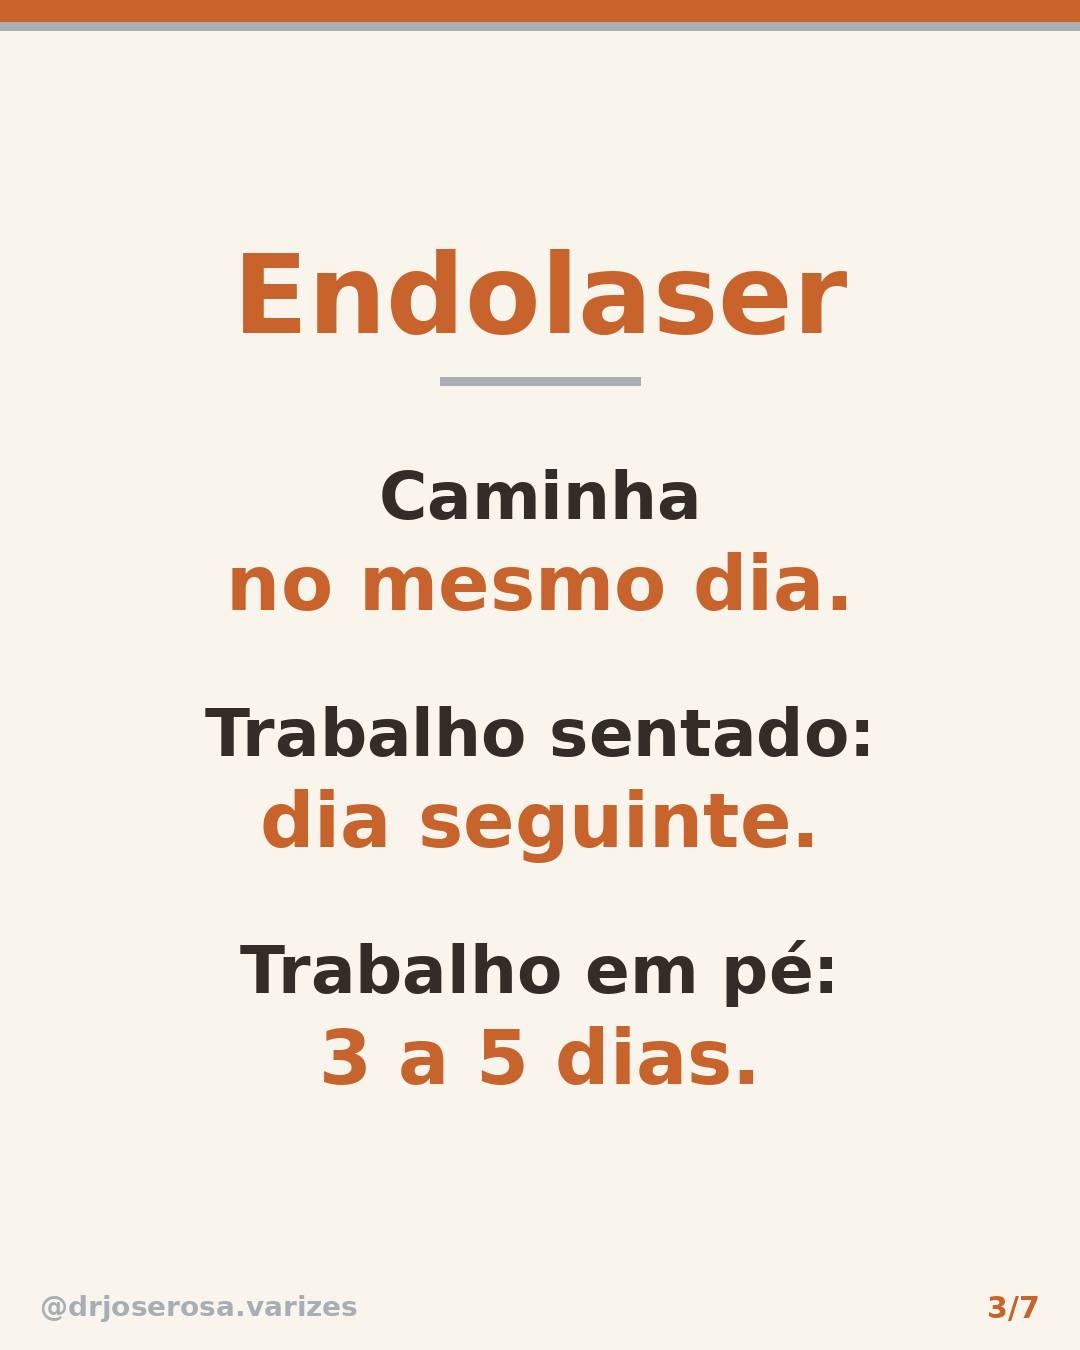 Endolaser
Caminha
no mesmo dia.
Trabalho sentado:
dia seguinte.
Trabalho em pé:
3 a 5 dias.
@drjoserosa.varizes
3/7